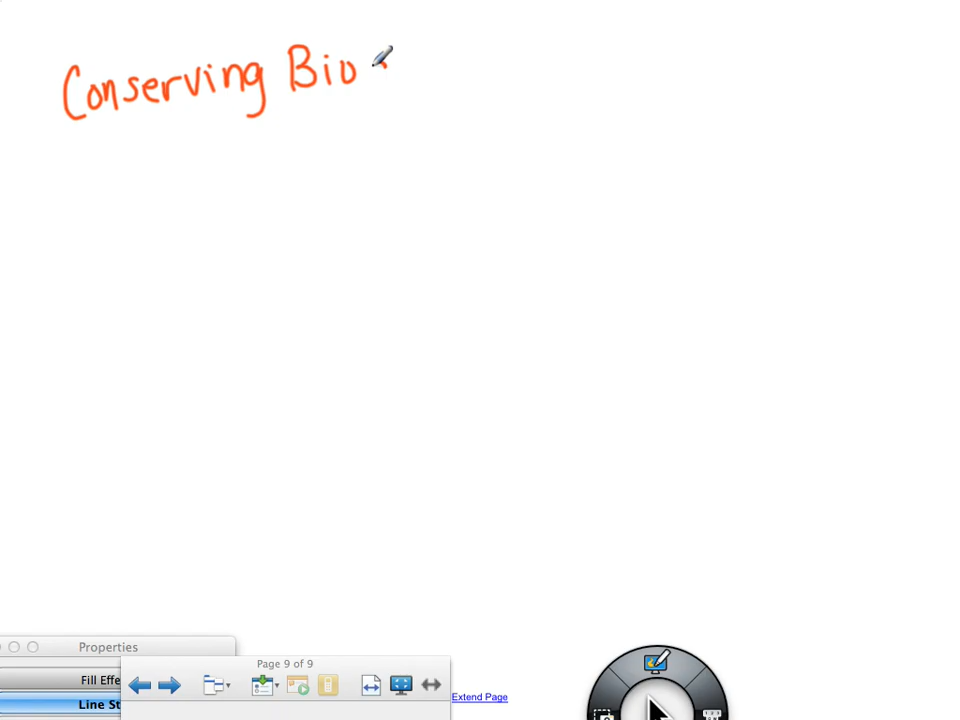 Conserving Bio
Properties
Page 9 of 9
Fill Effe
Line St
Extend Page